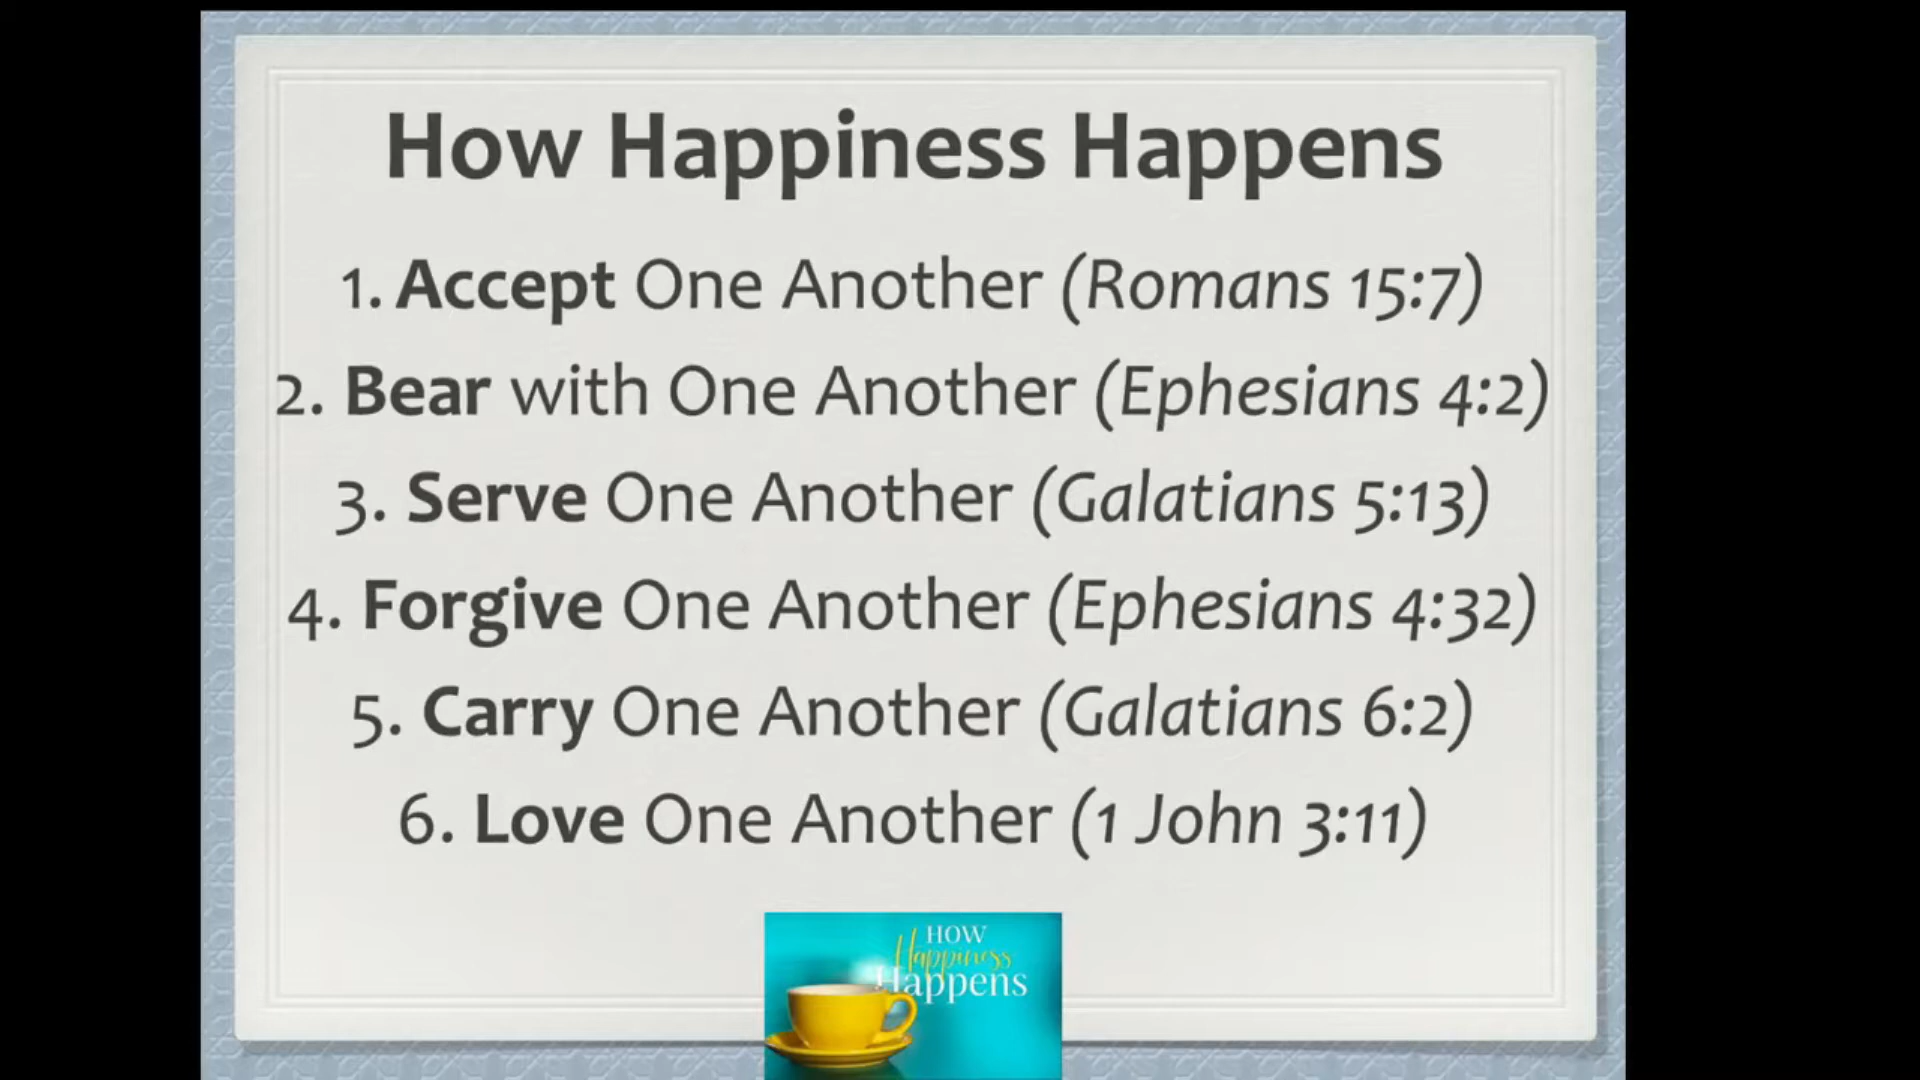 How Happiness Happens
1. Accept One Another (Romans 15:7)
2. Bear with One Another (Ephesians 4:2)
3. Serve One Another (Galatians 5:13)
4. Forgive One Another (Ephesians 4:32)
5. Carry One Another (Galatians 6:2)
6. Love One Another (1 John 3:11)
HOW
Happiness
Happens